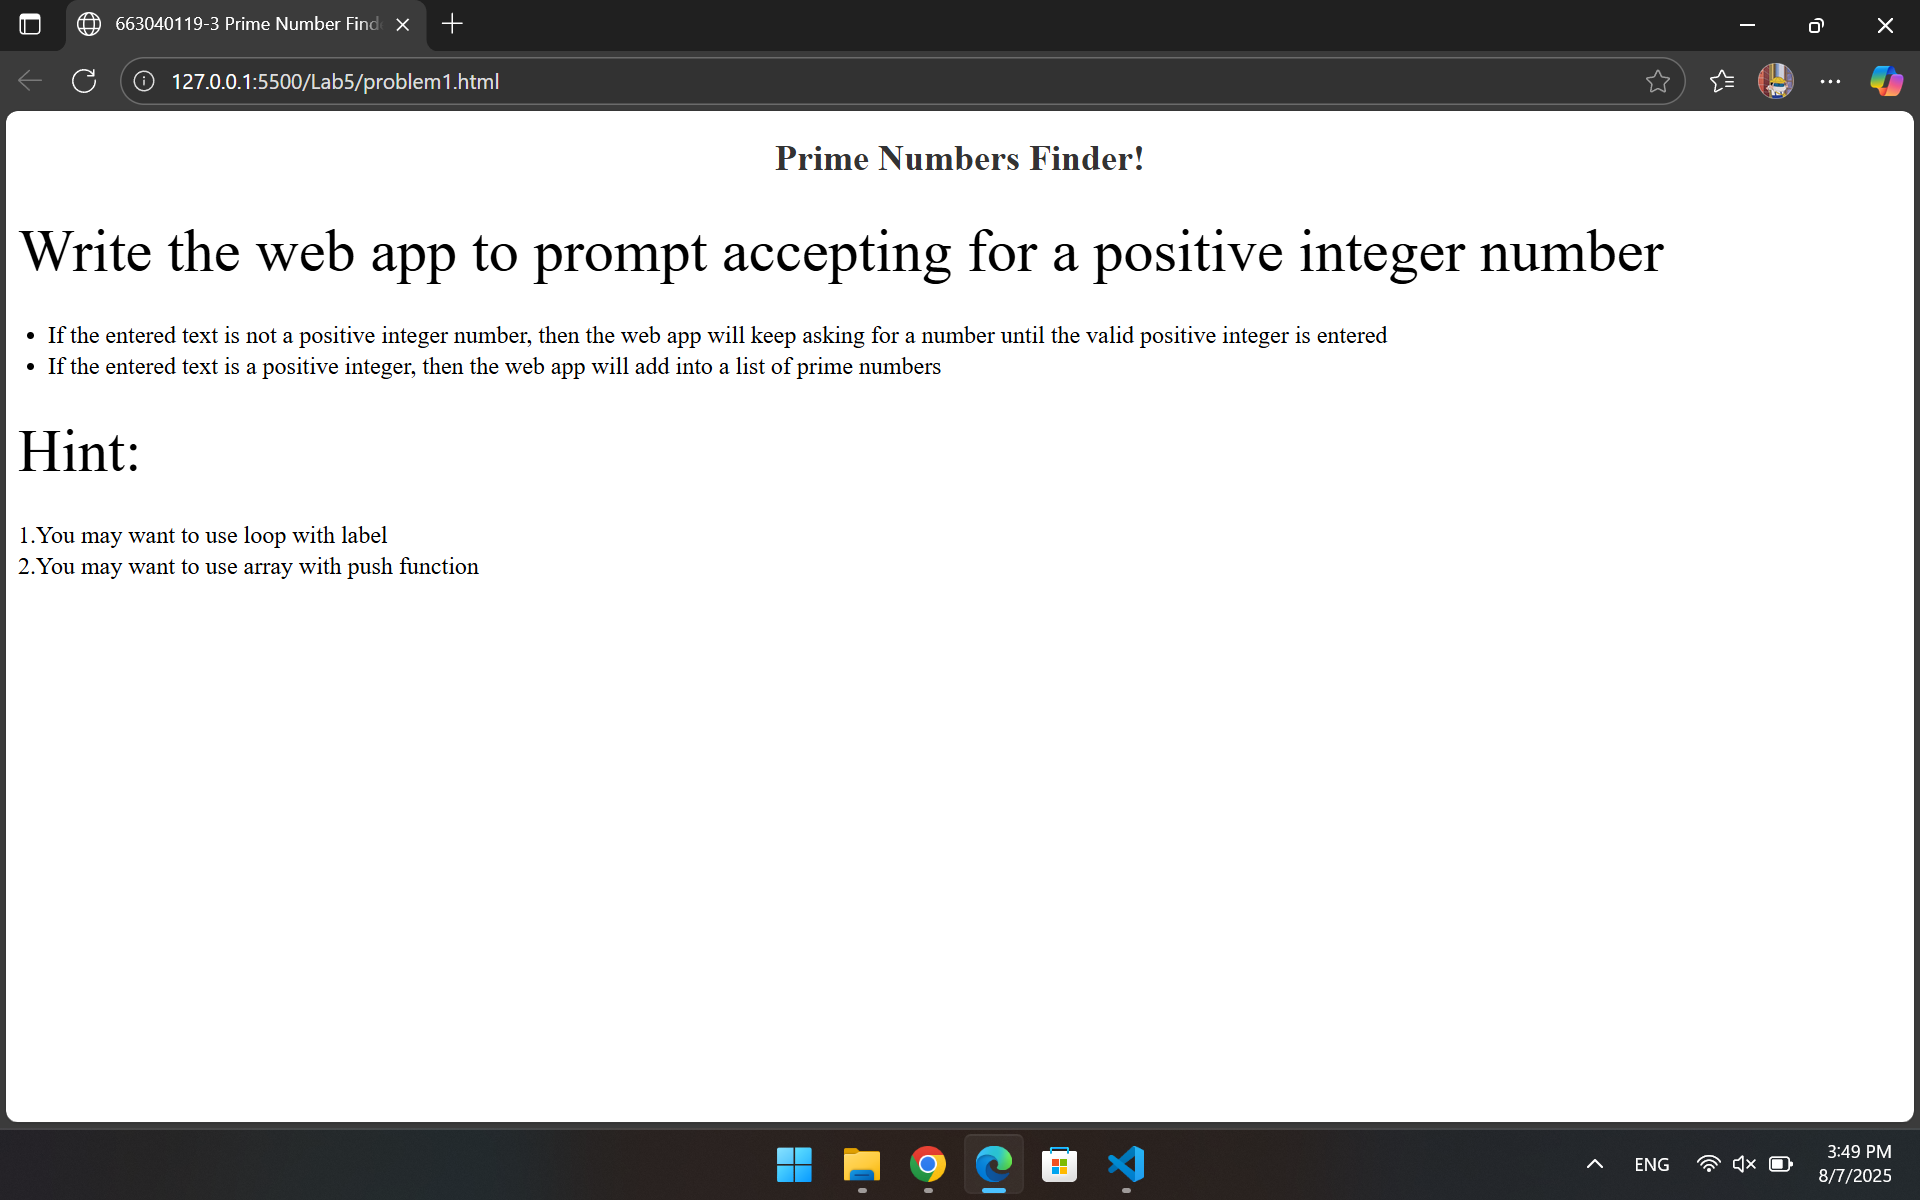 663040119-3 Prime Number Find
127.0.0.1:5500/Lab5/problem1.html
Prime Numbers Finder!
Write the web app to prompt accepting for a positive integer number
• If the entered text is not a positive integer number, then the web app will keep asking for a number until the valid positive integer is entered
• If the entered text is a positive integer, then the web app will add into a list of prime numbers
Hint:
1.You may want to use loop with label
2.You may want to use array with push function
ENG
3:49 PM
8/7/2025